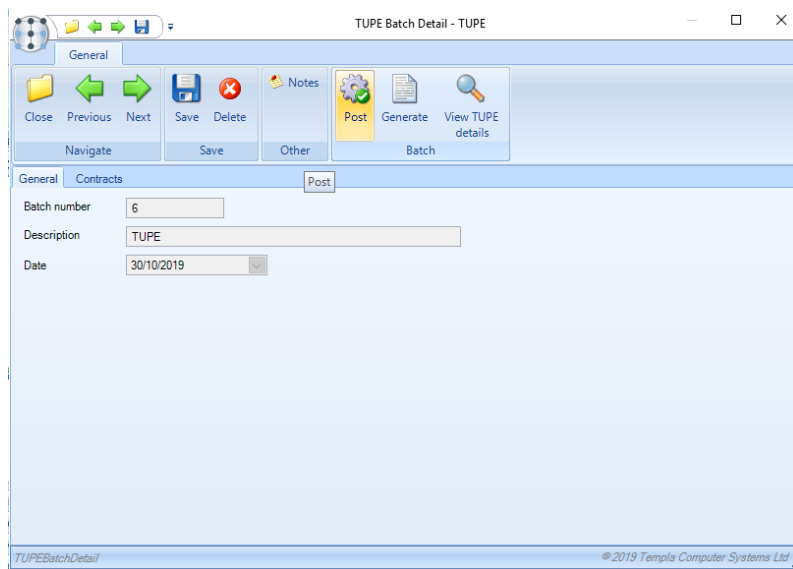 TUPE Batch Detail - TUPE
General
Close Previous Next Save Delete Notes Post Generate View TUPE
details
Navigate Save Other Batch
General Contracts Post
Batch number 6
Description TUPE
Date 30/10/2019
TUPEBatchDetail © 2019 Templa Computer Systems Ltd